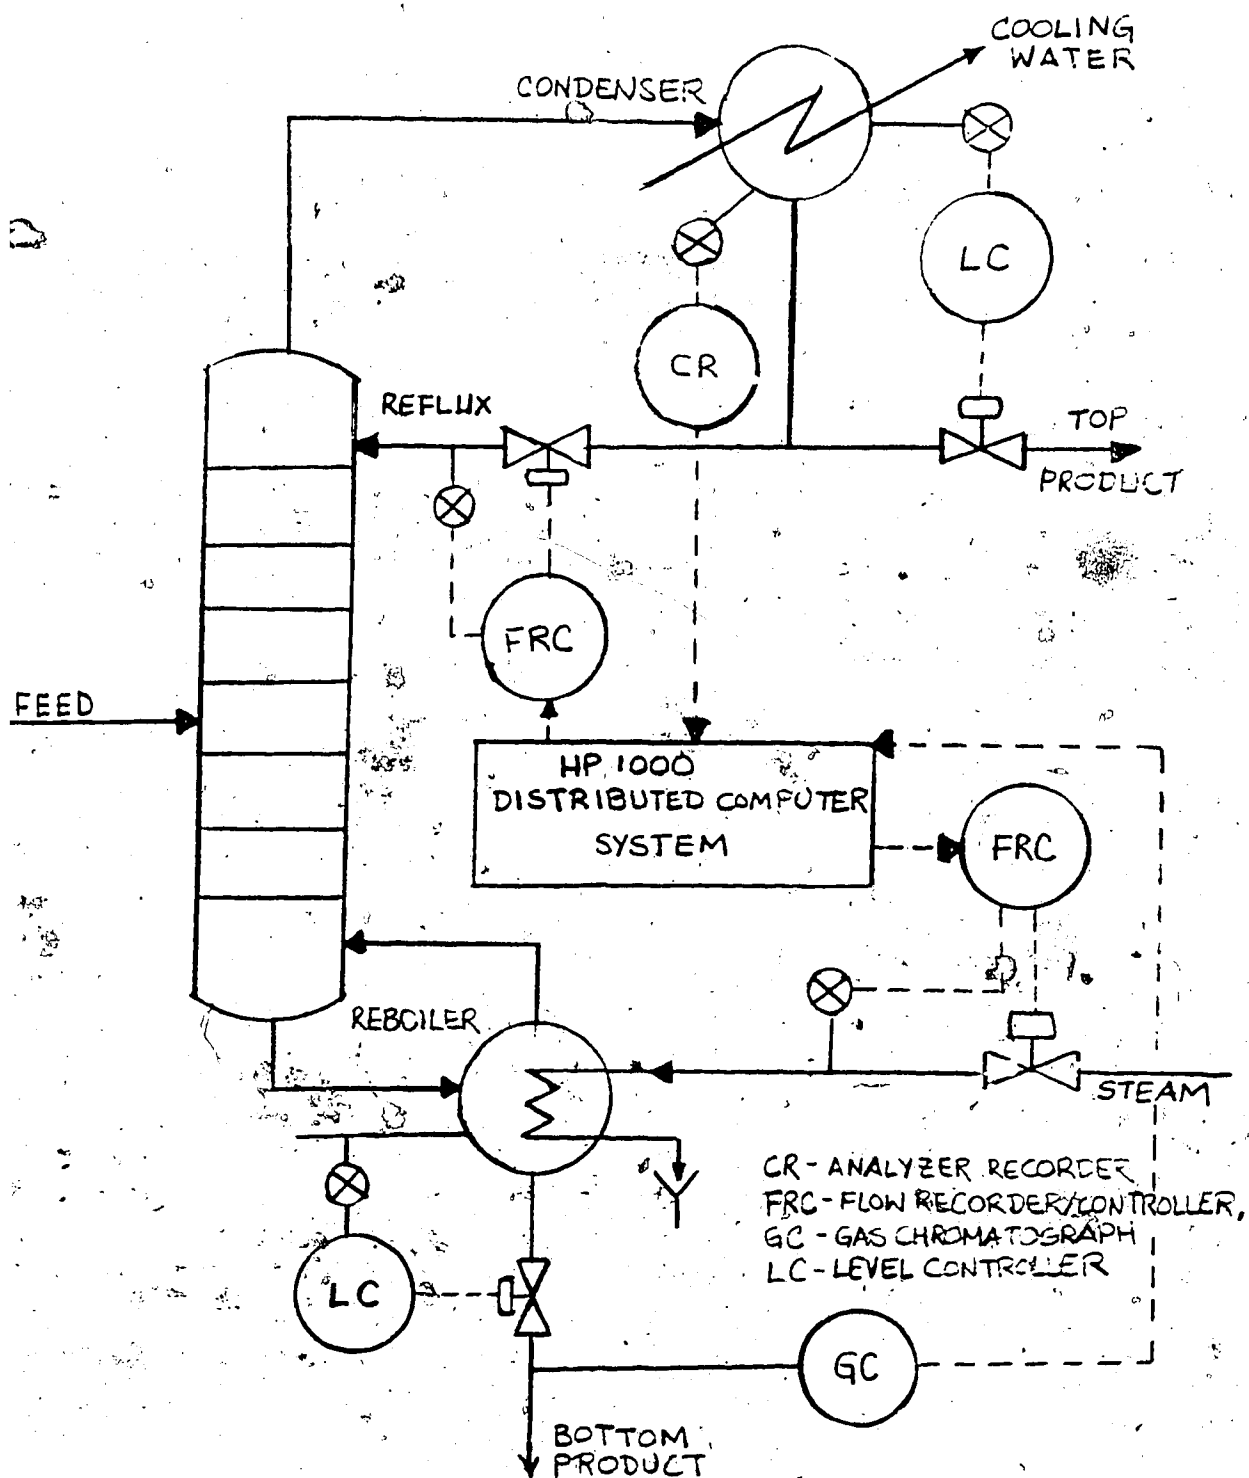 COOLING
WATER
CONDENSER
LC
CR
REFLUX
TOP
PRODUCT
FRC
FEED
HP 1000
DISTRIBUTED COMPUTER
SYSTEM
FRC
REBOILER
STEAM
CR - ANALYZER RECORDER
FRC - FLOW RECORDER/CONTROLLER,
GC - GAS CHROMATOGRAPH
LC - LEVEL CONTROLLER
LC
GC
BOTTOM
PRODUCT